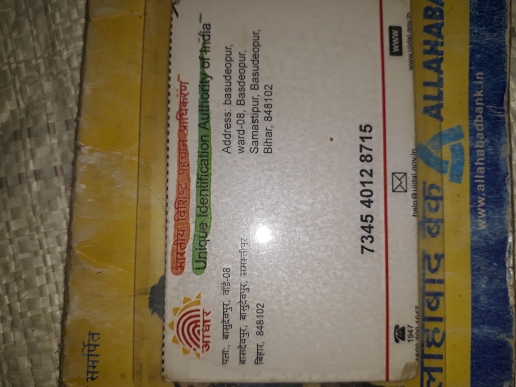 भारतीय विशिष्ट पहचान प्राधिकरण
Unique Identification Authority of India
आधार
पता: बासुदेवपुर, वॉर्ड-08
बासदेवपुर, बासुदेवपुर, समस्तीपुर
बिहार, 848102
Address: basudeopur,
ward-08, Basdeopur,
Samastipur, Basudeopur,
Bihar, 848102
7345 4012 8715
1947
help@uidai.gov.in
www
www.uidai.gov.in
समर्पित
लाहाबाद बैंक
ALLAHABA
www.allahabadbank.in